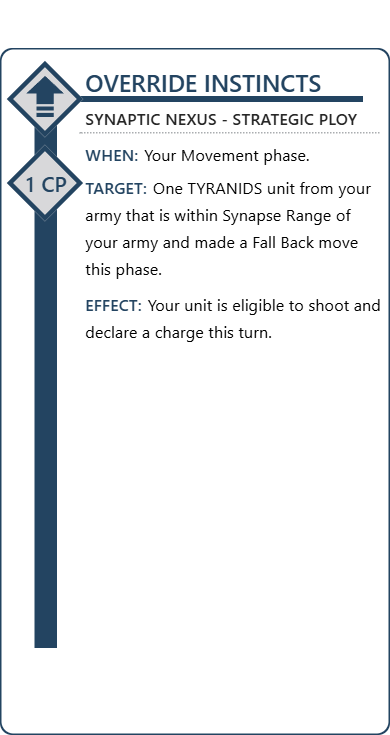 OVERRIDE INSTINCTS
SYNAPTIC NEXUS - STRATEGIC PLOY
WHEN: Your Movement phase.
1 CP
TARGET: One TYRANIDS unit from your
army that is within Synapse Range of
your army and made a Fall Back move
this phase.
EFFECT: Your unit is eligible to shoot and
declare a charge this turn.